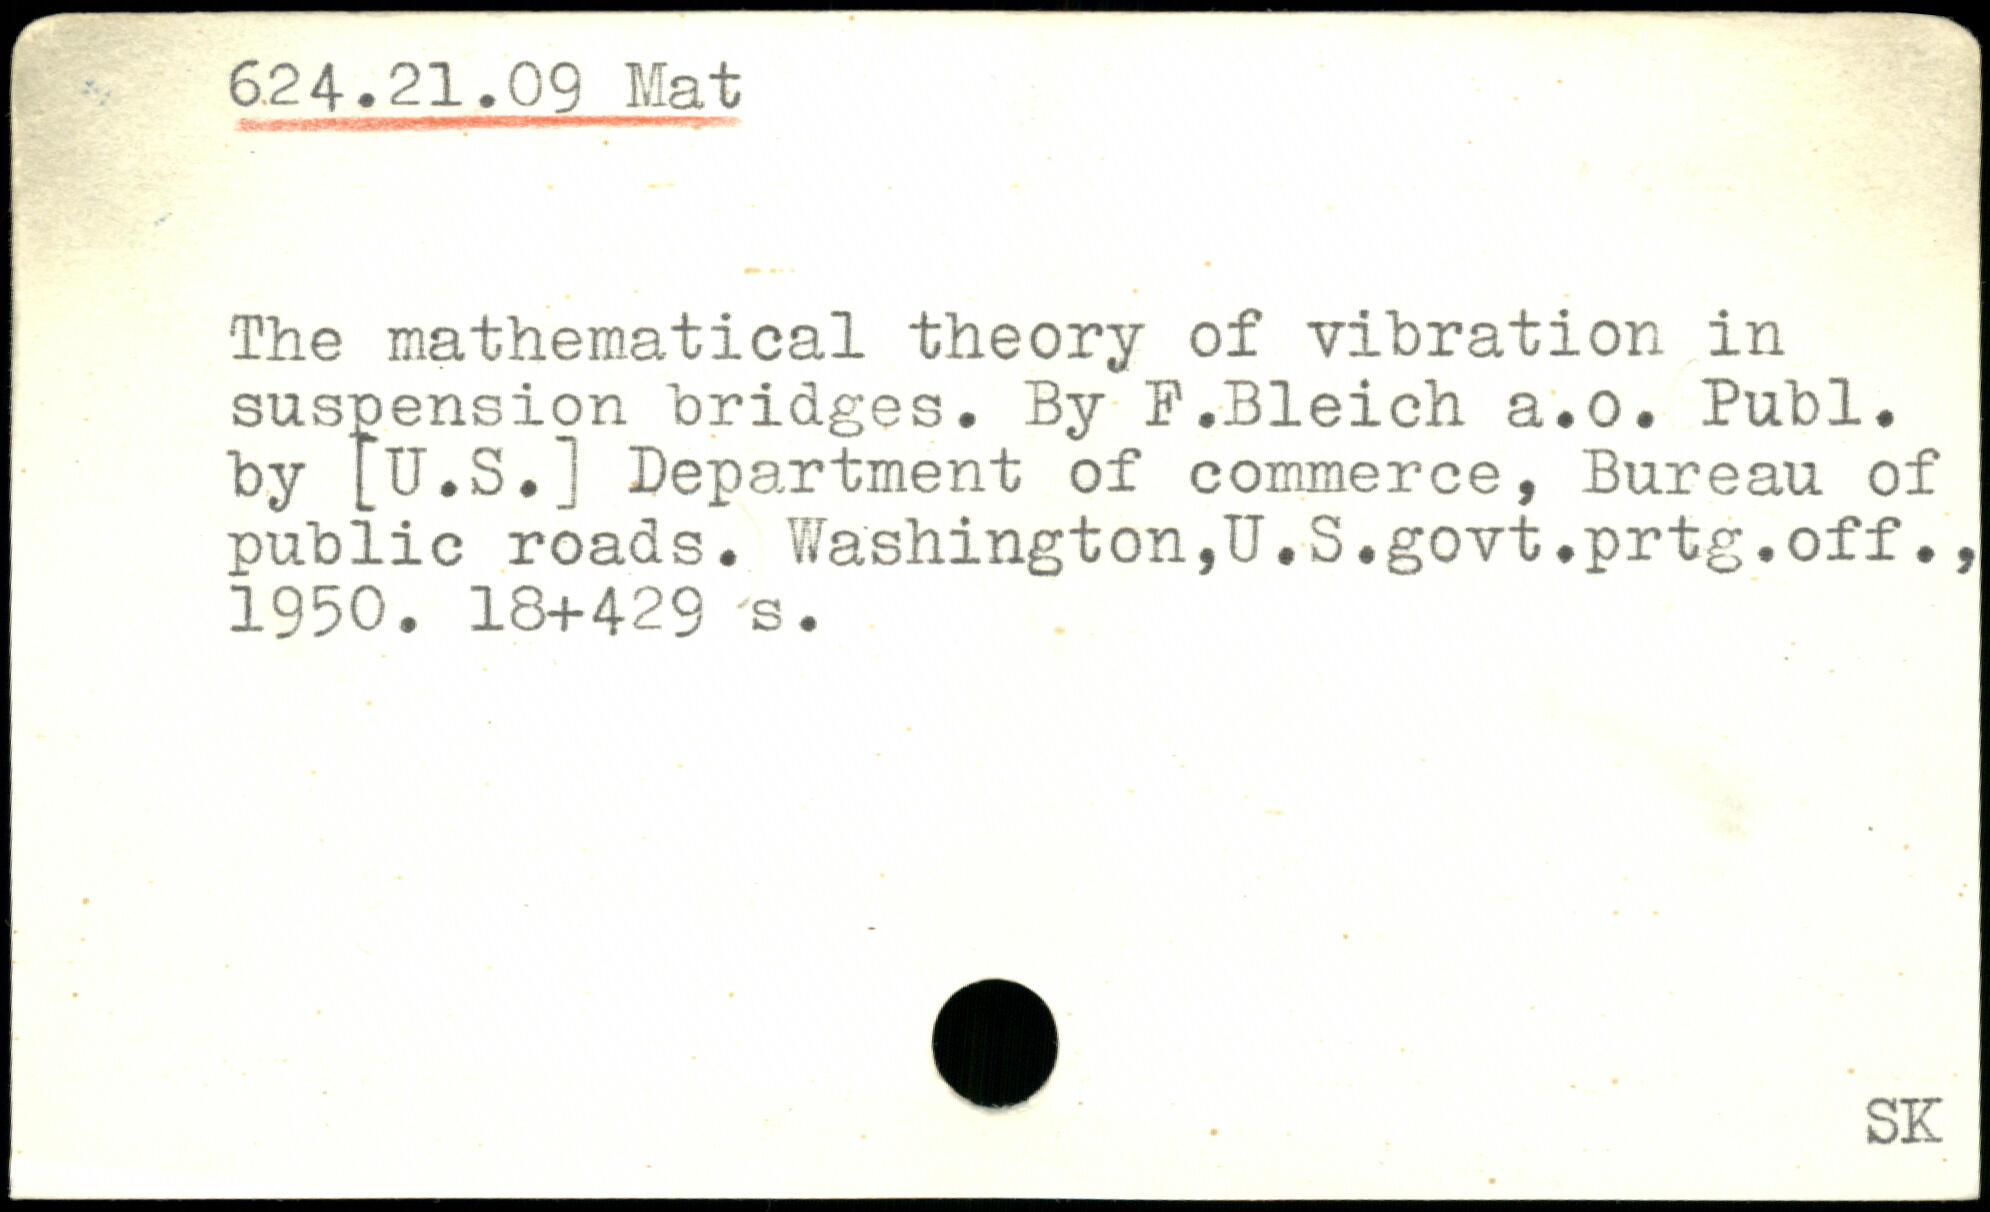 624.21.09 Mat
The mathematical theory of vibration in
suspension bridges. By F.Bleich a.o. Publ.
by [U.S.] Department of commerce, Bureau of
public roads. Washington,U.S.govt.prtg.off.,
1950. 18+429 s.
SK